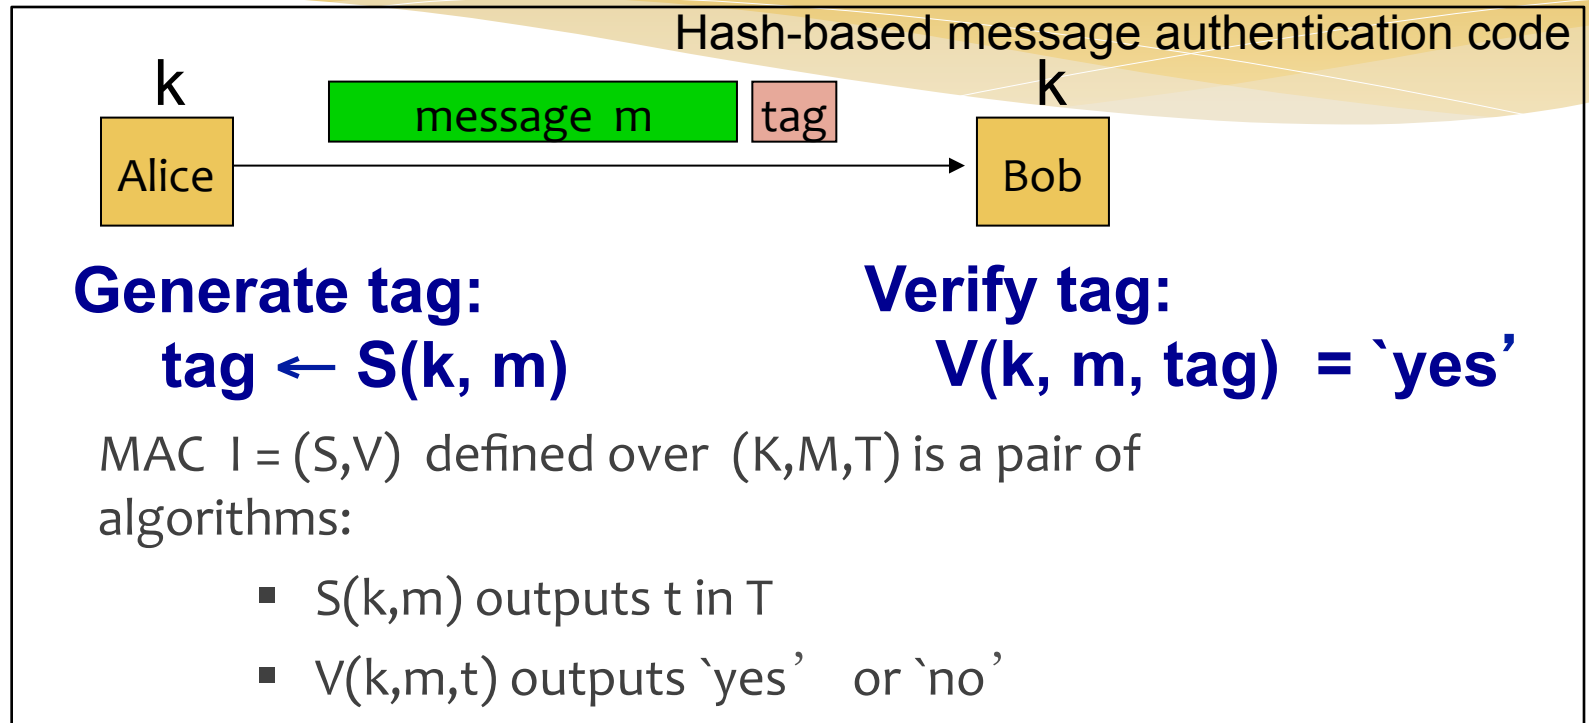 Hash-based message authentication code
k
k
message m
tag
Alice
Bob
Generate tag:
Verify tag:
tag ← S(k, m)
V(k, m, tag) = `yes’
MAC I = (S,V) defined over (K,M,T) is a pair of
algorithms:
▪ S(k,m) outputs t in T
▪ V(k,m,t) outputs `yes’ or `no’